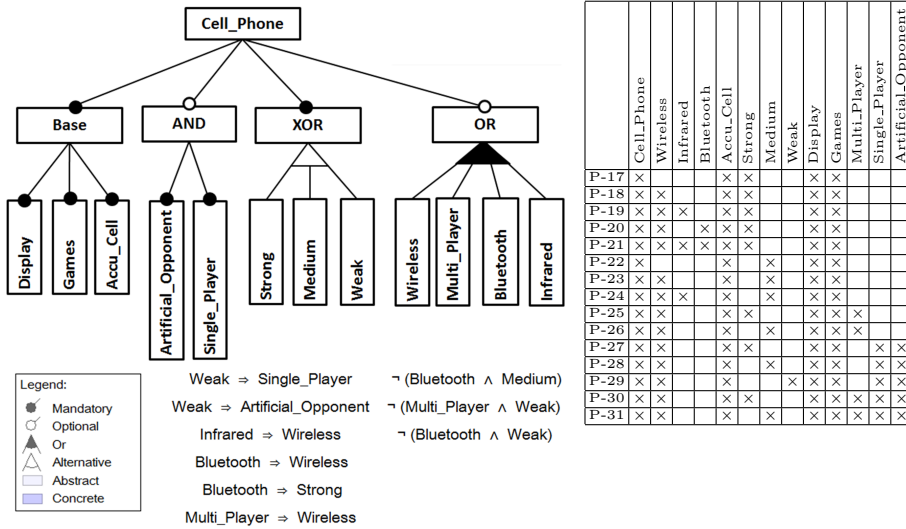 Cell_Phone
Base
AND
XOR
OR
Display
Games
Accu_Cell
Artificial_Opponent
Single_Player
Strong
Medium
Weak
Wireless
Multi_Player
Bluetooth
Infrared
Legend:
Mandatory
Optional
Or
Alternative
Abstract
Concrete
Weak ⇒ Single_Player
Weak ⇒ Artificial_Opponent
Infrared ⇒ Wireless
Bluetooth ⇒ Wireless
Bluetooth ⇒ Strong
Multi_Player ⇒ Wireless
¬ (Bluetooth ∧ Medium)
¬ (Multi_Player ∧ Weak)
¬ (Bluetooth ∧ Weak)
Cell_Phone Wireless Infrared Bluetooth Accu_Cell Strong Medium Weak Display Games Multi_Player Single_Player Artificial_Opponent
P-17 × × × × ×
P-18 × × × × × ×
P-19 × × × × × × ×
P-20 × × × × × × ×
P-21 × × × × × × × ×
P-22 × × × × ×
P-23 × × × × × ×
P-24 × × × × × × ×
P-25 × × × × × × ×
P-26 × × × × × × ×
P-27 × × × × × × × ×
P-28 × × × × × × × ×
P-29 × × × × × × × ×
P-30 × × × × × × × × ×
P-31 × × × × × × × × ×